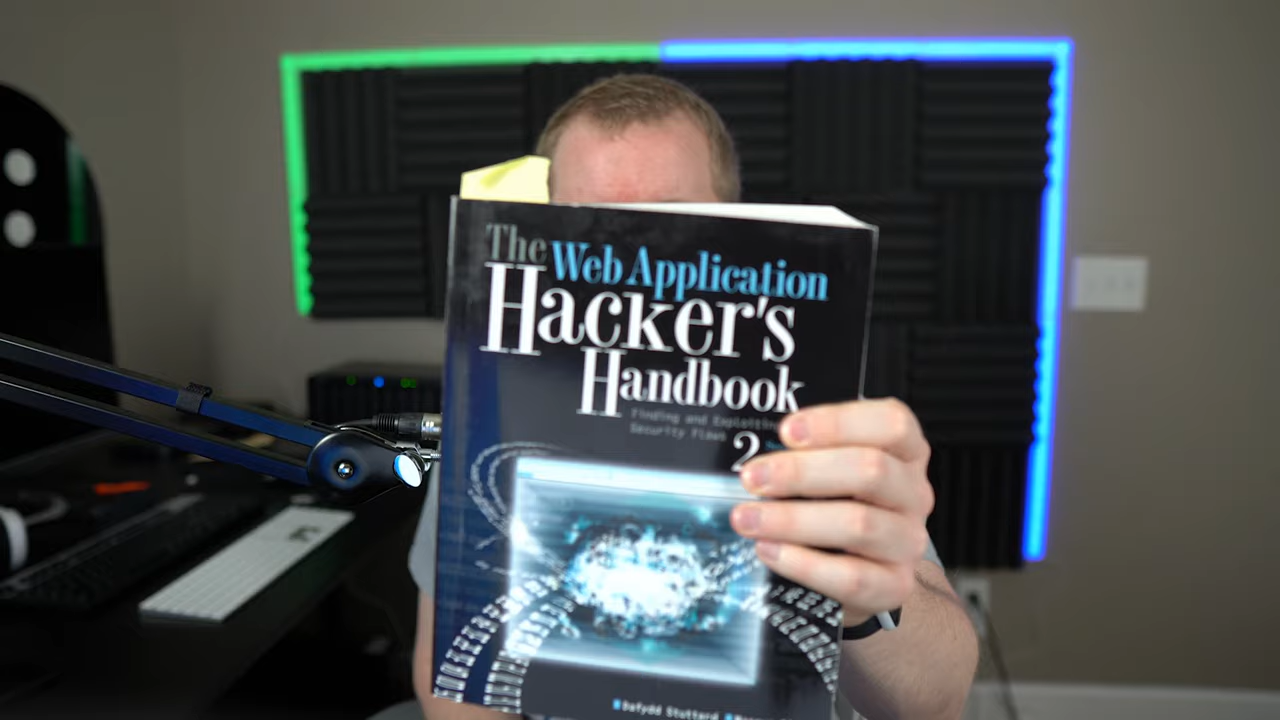 The Web Application
Hacker's
Handbook
Finding and Exploiting
Security Flaws
2
Dafydd Stuttard